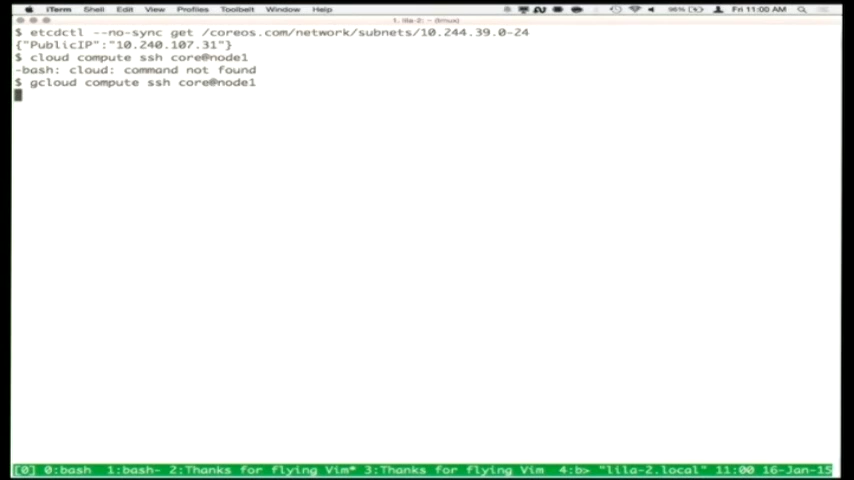 iTerm Shell Edit View Profiles Toolbelt Window Help 96% Fri 11:00 AM
1. lila-2: ~ (tmux)
$ etcdctl --no-sync get /coreos.com/network/subnets/10.244.39.0-24
{"PublicIP":"10.240.107.31"}
$ cloud compute ssh core@node1
-bash: cloud: command not found
$ gcloud compute ssh core@node1
[0] 0:bash 1:bash- 2:Thanks for flying Vim* 3:Thanks for flying Vim 4:b> "lila-2.local" 11:00 16-Jan-15